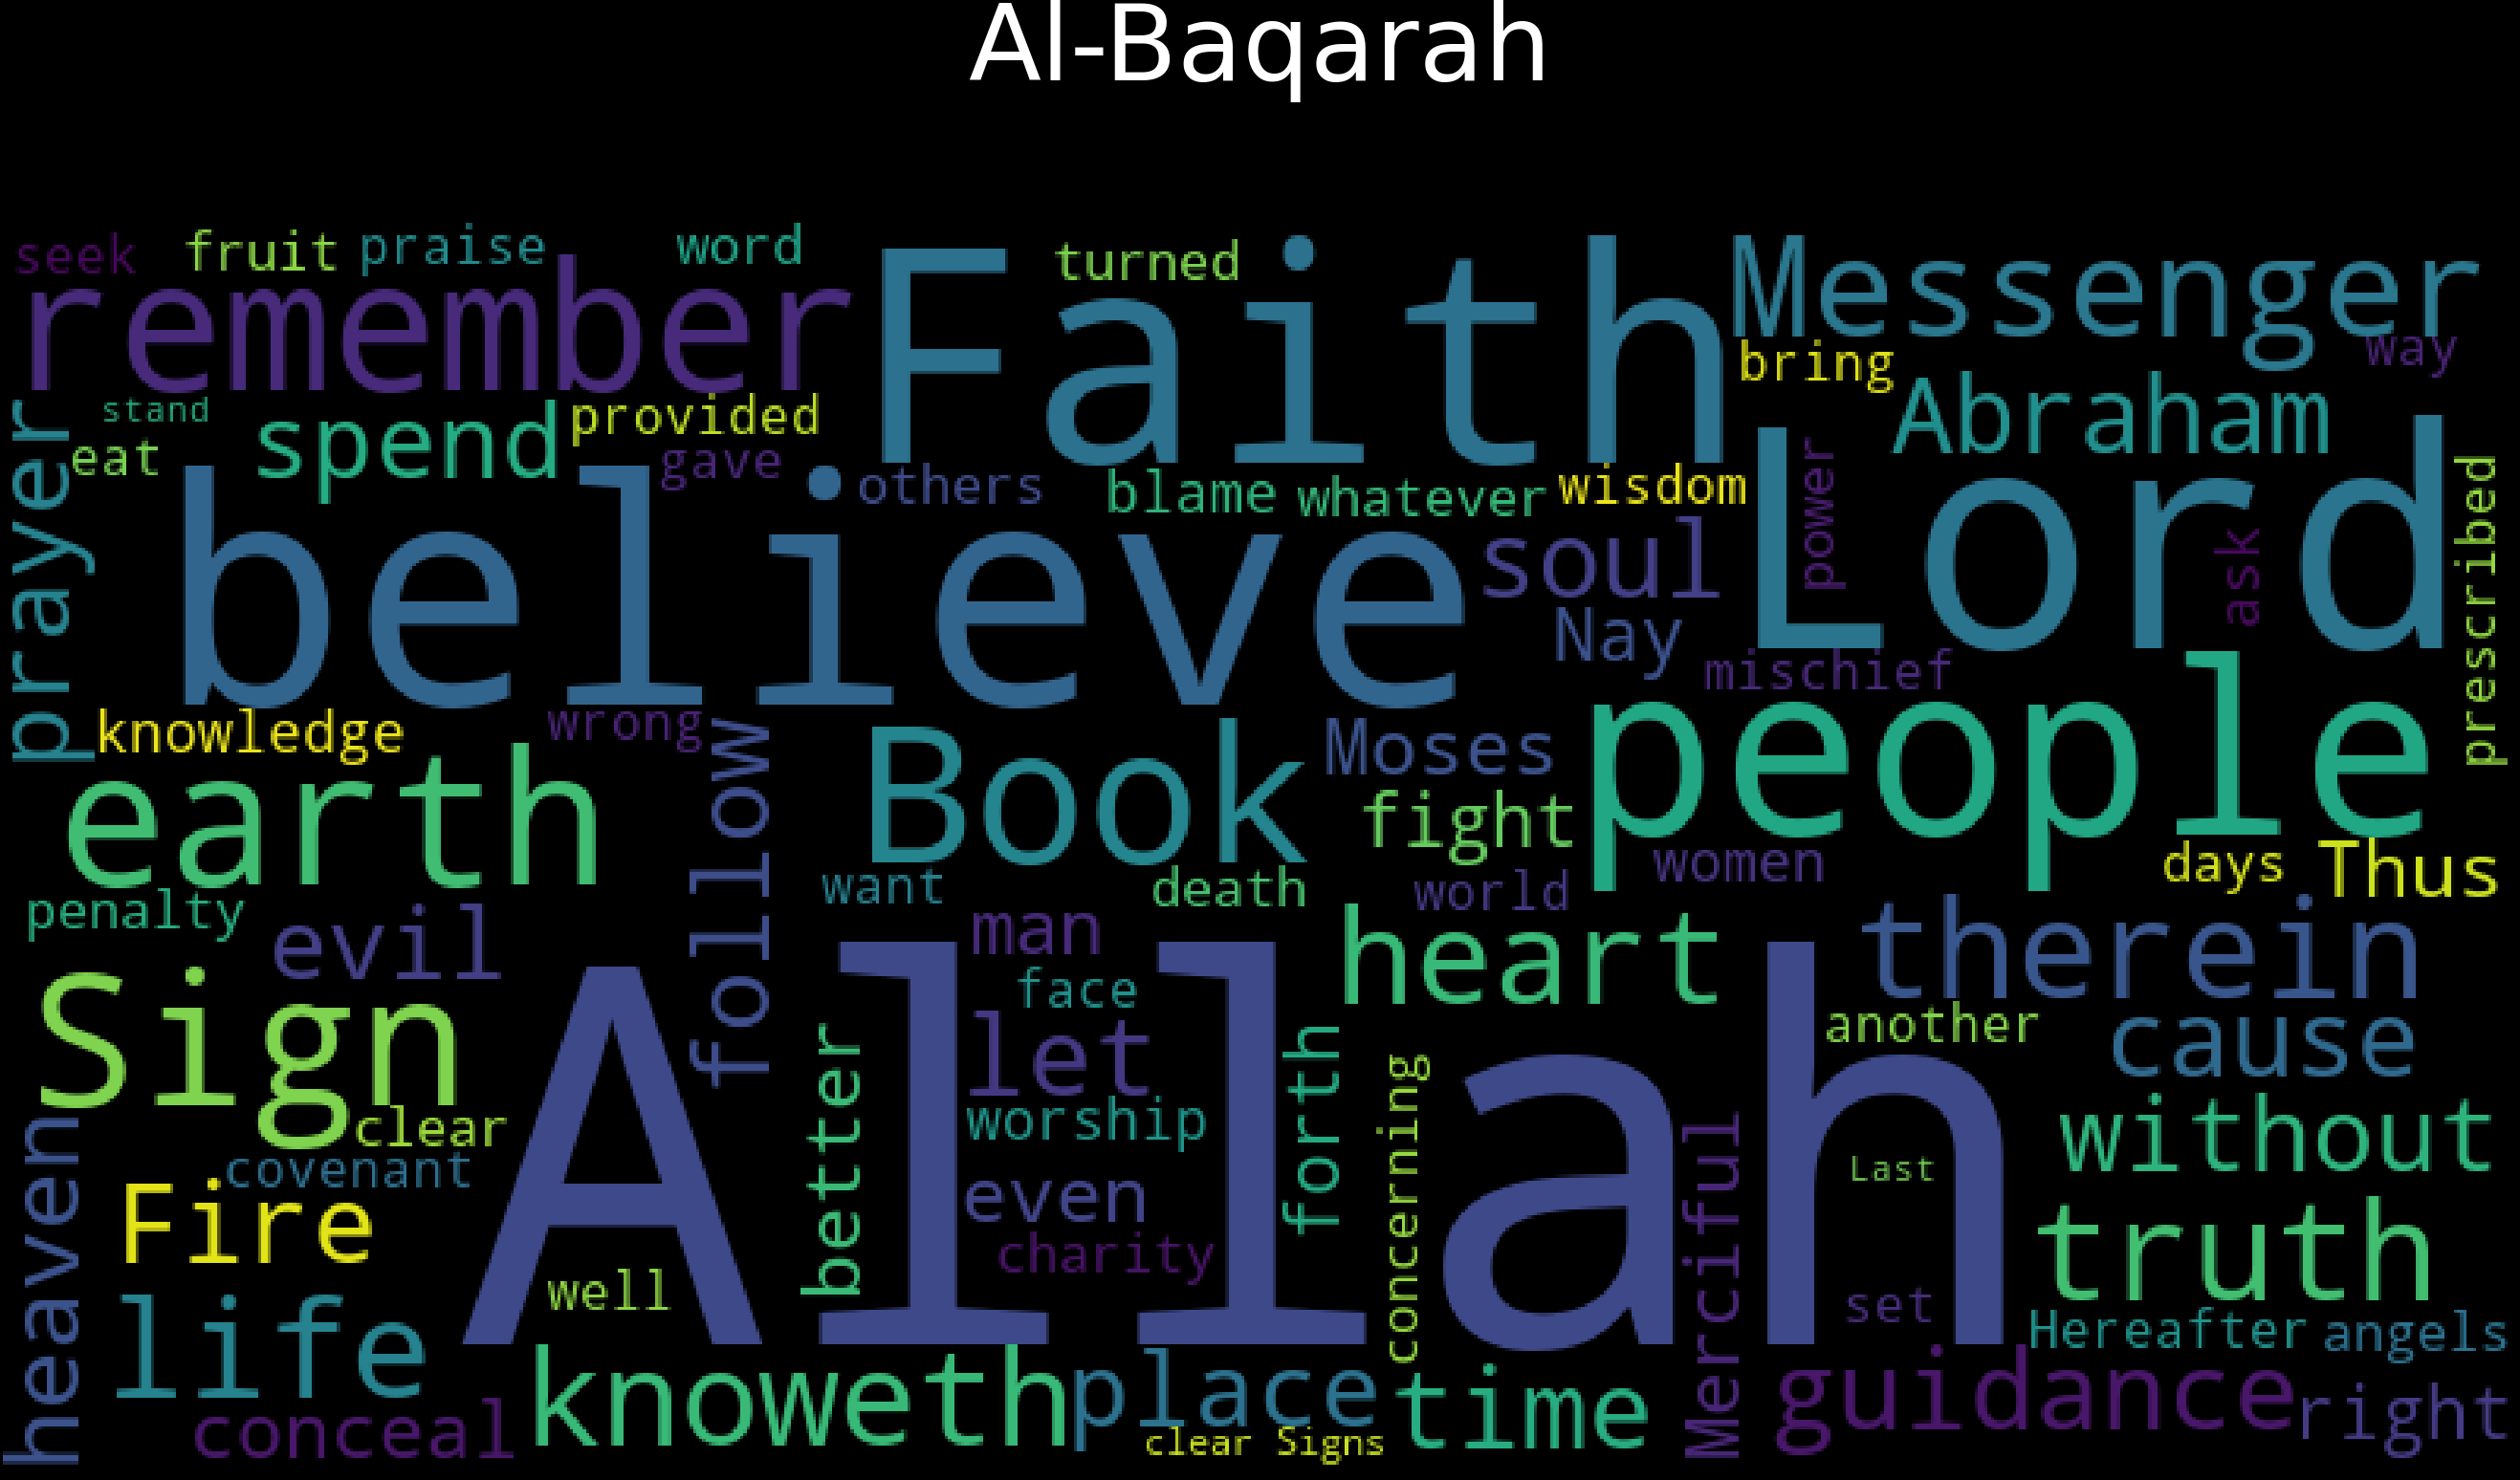 Al-Baqarah
seek fruit praise word turned
remember Faith Messenger
bring way
stand spend provided Abraham
prayer eat gave others blame whatever wisdom
believe soul power Lord ask prescribed
Nay mischief
knowledge wrong follow Book Moses people
earth fight
penalty want death world women days Thus
evil man heart therein
Sign face another cause
clear better let forth concerning
worship without
heaven covenant Merciful Last
Fire even truth
charity
well Allah set
life Hereafter angels
conceal knoweth place time guidance right
clear Signs